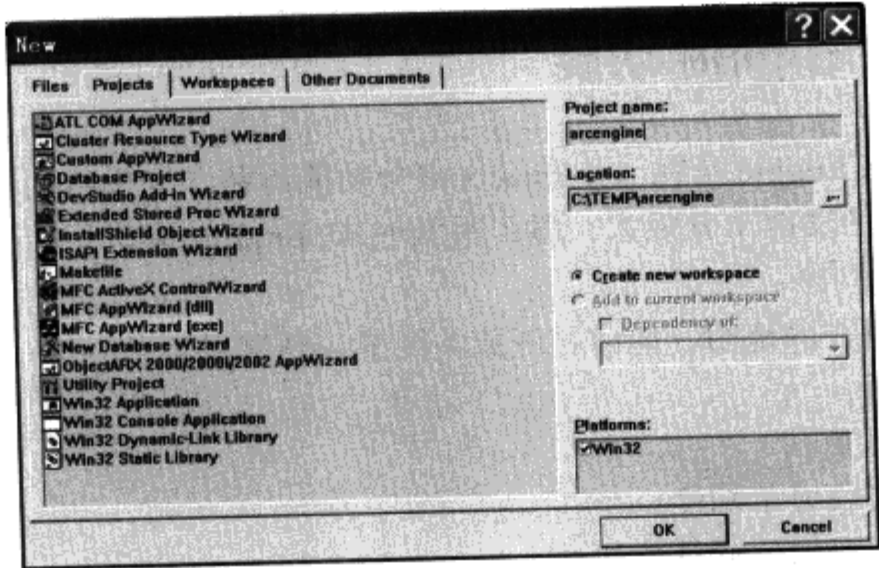 New
Files Projects Workspaces Other Documents
ATL COM AppWizard
Cluster Resource Type Wizard
Custom AppWizard
Database Project
DevStudio Add-in Wizard
Extended Stored Proc Wizard
InstallShield Object Wizard
ISAPI Extension Wizard
Makefile
MFC ActiveX ControlWizard
MFC AppWizard (dll)
MFC AppWizard (exe)
New Database Wizard
ObjectARX 2000/2000i/2002 AppWizard
Utility Project
Win32 Application
Win32 Console Application
Win32 Dynamic-Link Library
Win32 Static Library
Project name:
arcengine
Location:
C:\TEMP\arcengine
...
Create new workspace
Add to current workspace
Dependency of:
Platforms:
Win32
OK Cancel